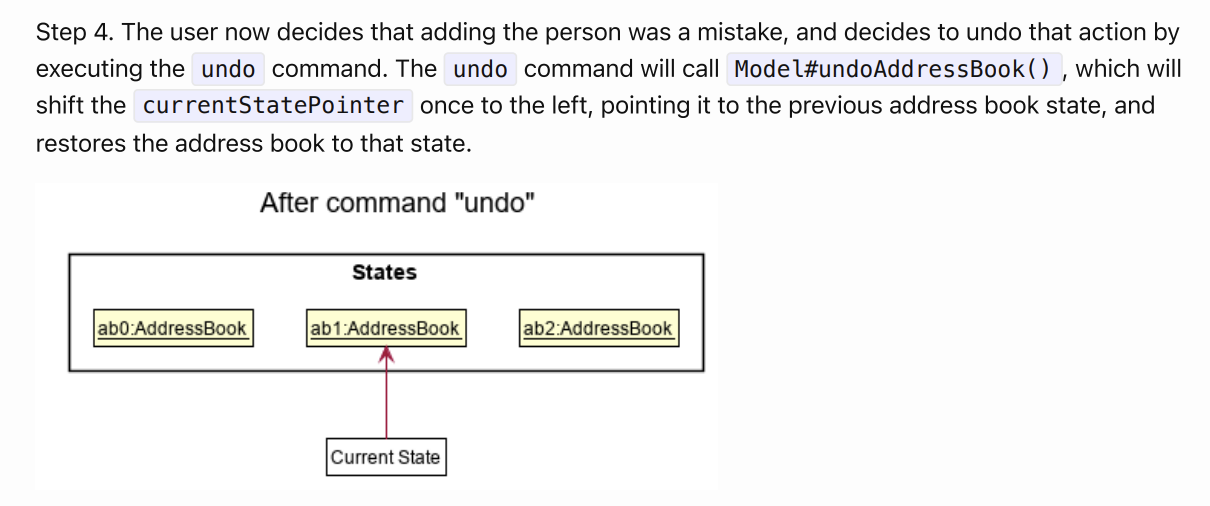 Step 4. The user now decides that adding the person was a mistake, and decides to undo that action by
executing the undo command. The undo command will call Model#undoAddressBook() , which will
shift the currentStatePointer once to the left, pointing it to the previous address book state, and
restores the address book to that state.
After command "undo"
States
ab0:AddressBook ab1:AddressBook ab2:AddressBook
Current State